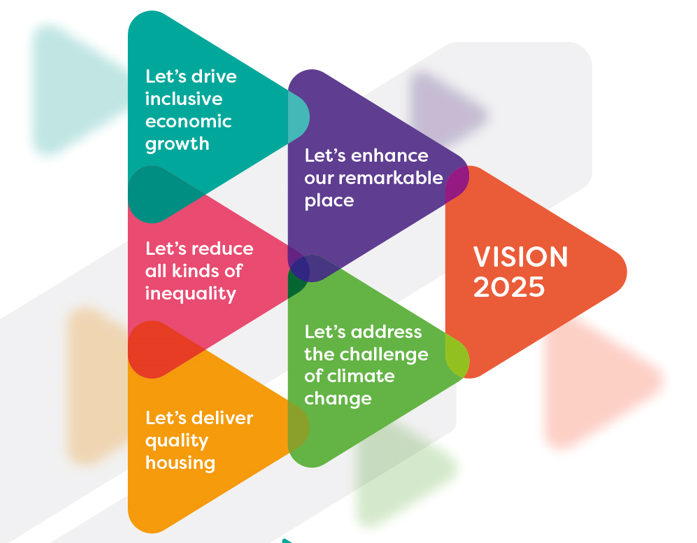 Let's drive
inclusive
economic
growth
Let's enhance
our remarkable
place
Let's reduce
all kinds of
inequality
VISION
2025
Let's address
the challenge
of climate
change
Let's deliver
quality
housing